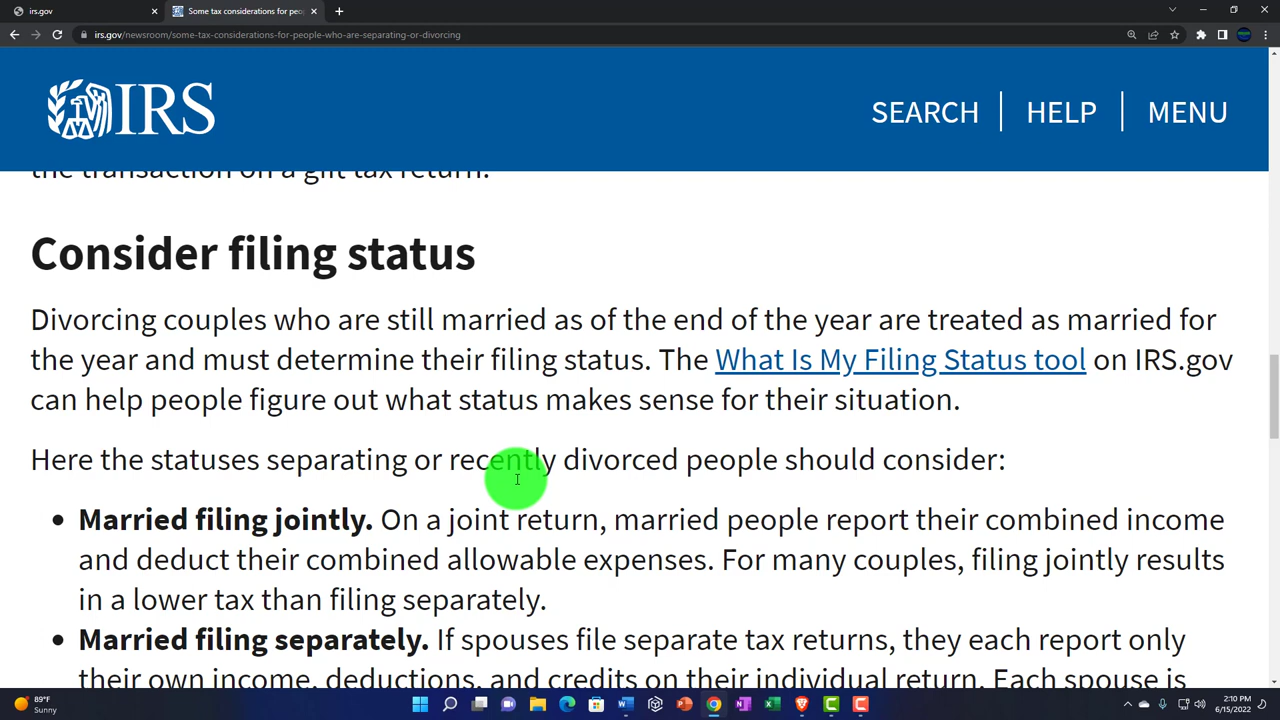 irs.gov
Some tax considerations for peo
irs.gov/newsroom/some-tax-considerations-for-people-who-are-separating-or-divorcing
IRS
SEARCH HELP MENU
the transaction on a gift tax return.
Consider filing status
Divorcing couples who are still married as of the end of the year are treated as married for
the year and must determine their filing status. The What Is My Filing Status tool on IRS.gov
can help people figure out what status makes sense for their situation.
Here the statuses separating or recently divorced people should consider:
• Married filing jointly. On a joint return, married people report their combined income
and deduct their combined allowable expenses. For many couples, filing jointly results
in a lower tax than filing separately.
• Married filing separately. If spouses file separate tax returns, they each report only
their own income, deductions, and credits on their individual return. Each spouse is
89°F
Sunny
2:10 PM
6/15/2022